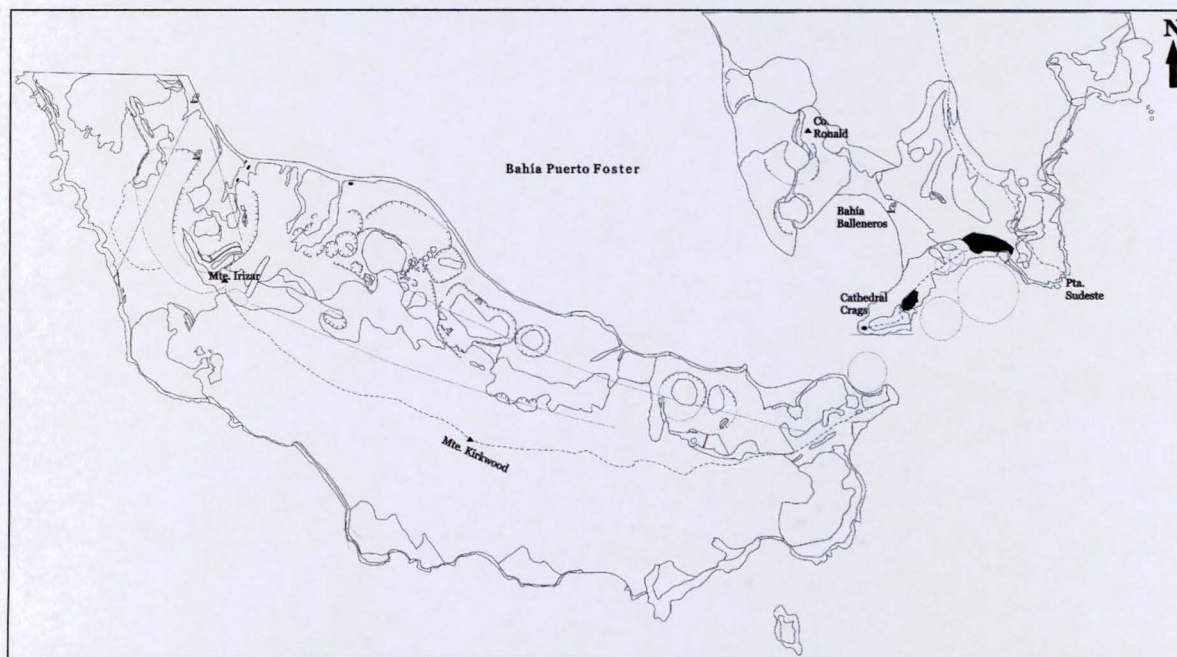 N
Co.
Ronald
Bahía Puerto Foster
Bahía
Balleneros
Mte. Irizar
Pta.
Sudeste
Cathedral
Crags
Mte. Kirkwood